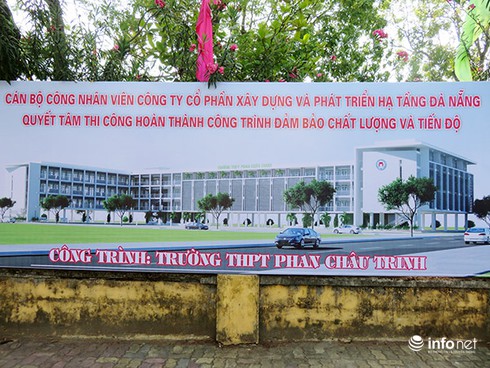 CÁN BỘ CÔNG NHÂN VIÊN CÔNG TY CỔ PHẦN XÂY DỰNG VÀ PHÁT TRIỂN HẠ TẦNG ĐÀ NẴNG
QUYẾT TÂM THI CÔNG HOÀN THÀNH CÔNG TRÌNH ĐẢM BẢO CHẤT LƯỢNG VÀ TIẾN ĐỘ
CÔNG TRÌNH: TRƯỜNG THPT PHAN CHÂU TRINH
infonet